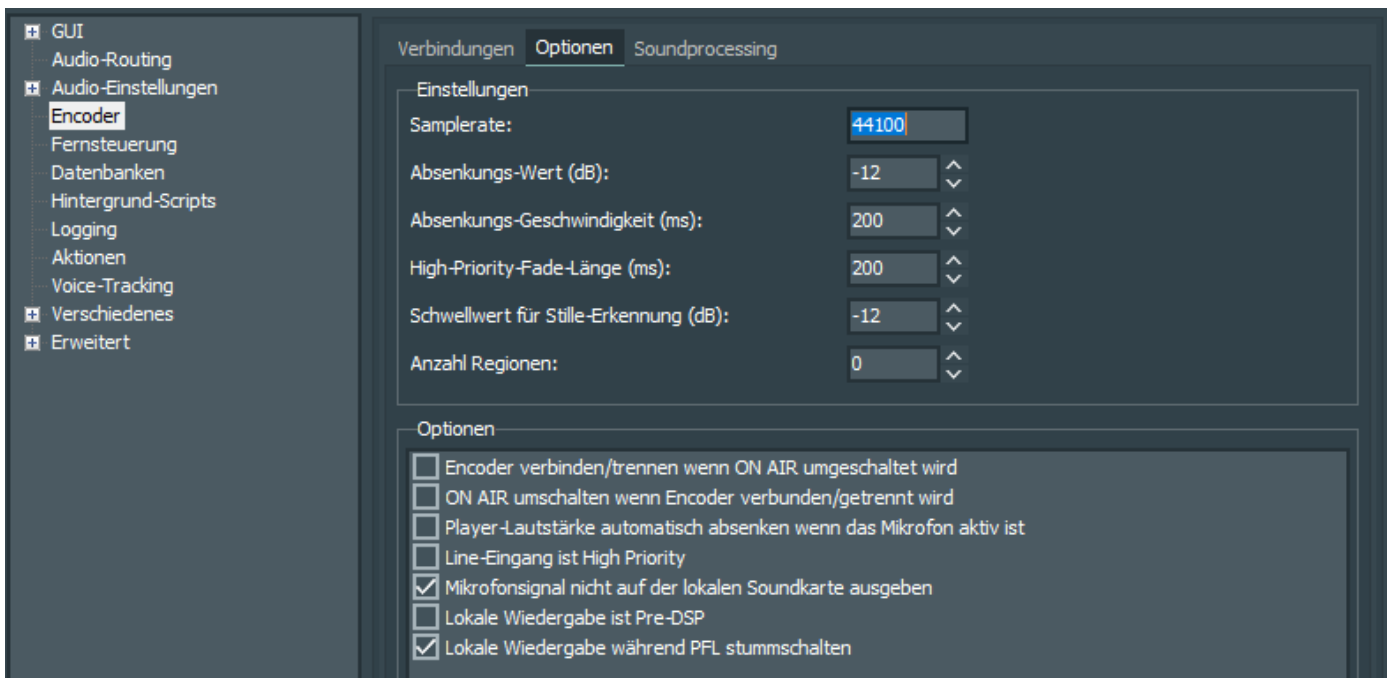 GUI
Audio-Routing
Audio-Einstellungen
Encoder
Fernsteuerung
Datenbanken
Hintergrund-Scripts
Logging
Aktionen
Voice-Tracking
Verschiedenes
Erweitert
Verbindungen Optionen Soundprocessing
Einstellungen
Samplerate: 44100
Absenkungs-Wert (dB): -12
Absenkungs-Geschwindigkeit (ms): 200
High-Priority-Fade-Länge (ms): 200
Schwellwert für Stille-Erkennung (dB): -12
Anzahl Regionen: 0
Optionen
Encoder verbinden/trennen wenn ON AIR umgeschaltet wird
ON AIR umschalten wenn Encoder verbunden/getrennt wird
Player-Lautstärke automatisch absenken wenn das Mikrofon aktiv ist
Line-Eingang ist High Priority
Mikrofonsignal nicht auf der lokalen Soundkarte ausgeben
Lokale Wiedergabe ist Pre-DSP
Lokale Wiedergabe während PFL stummschalten